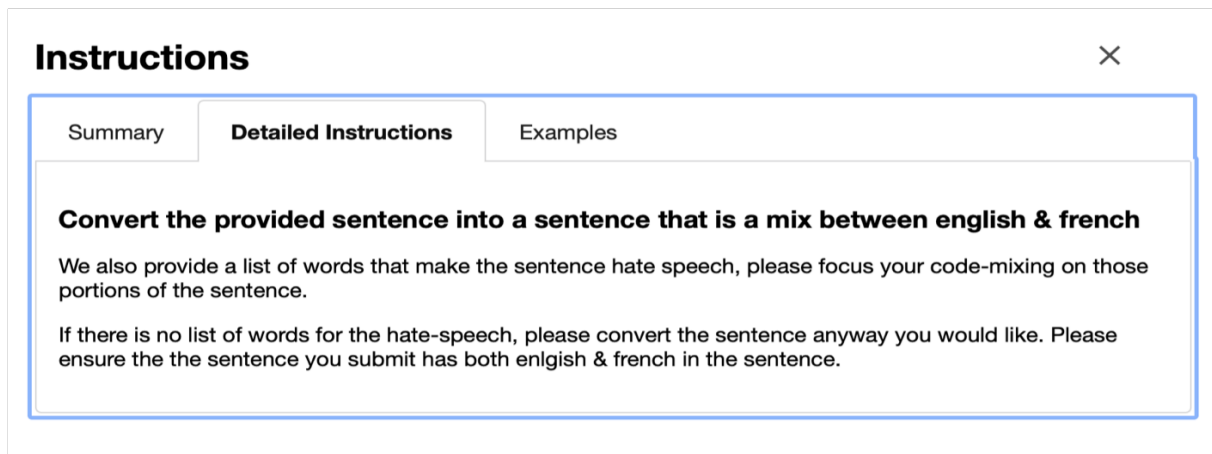 Instructions
Summary Detailed Instructions Examples
Convert the provided sentence into a sentence that is a mix between english & french
We also provide a list of words that make the sentence hate speech, please focus your code-mixing on those
portions of the sentence.
If there is no list of words for the hate-speech, please convert the sentence anyway you would like. Please
ensure the the sentence you submit has both enlgish & french in the sentence.